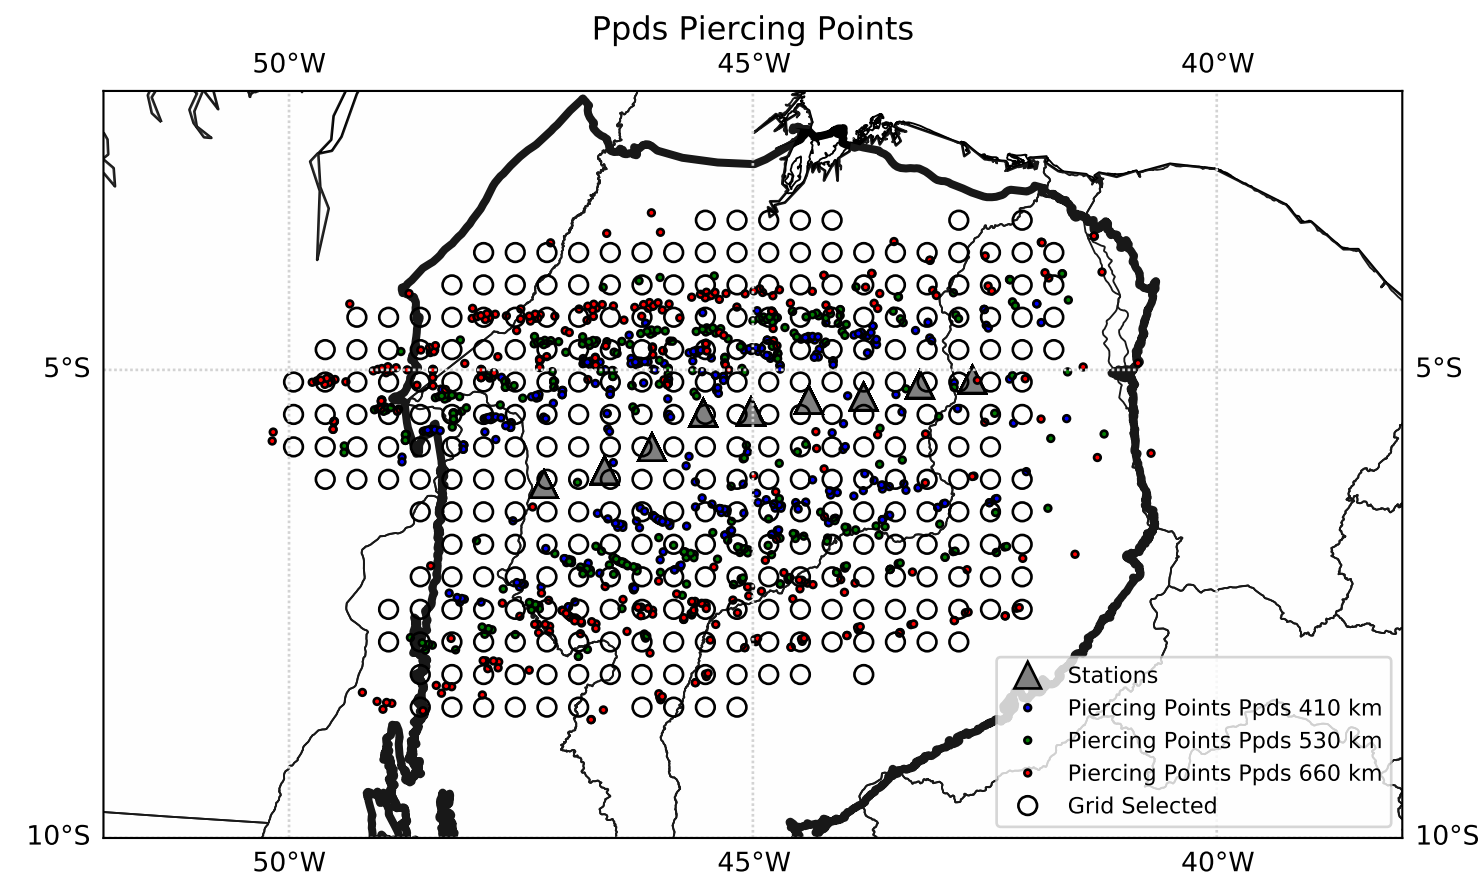 Ppds Piercing Points
50°W 45°W 40°W
5°S 5°S
Stations
Piercing Points Ppds 410 km
Piercing Points Ppds 530 km
Piercing Points Ppds 660 km
Grid Selected
10°S 10°S
50°W 45°W 40°W